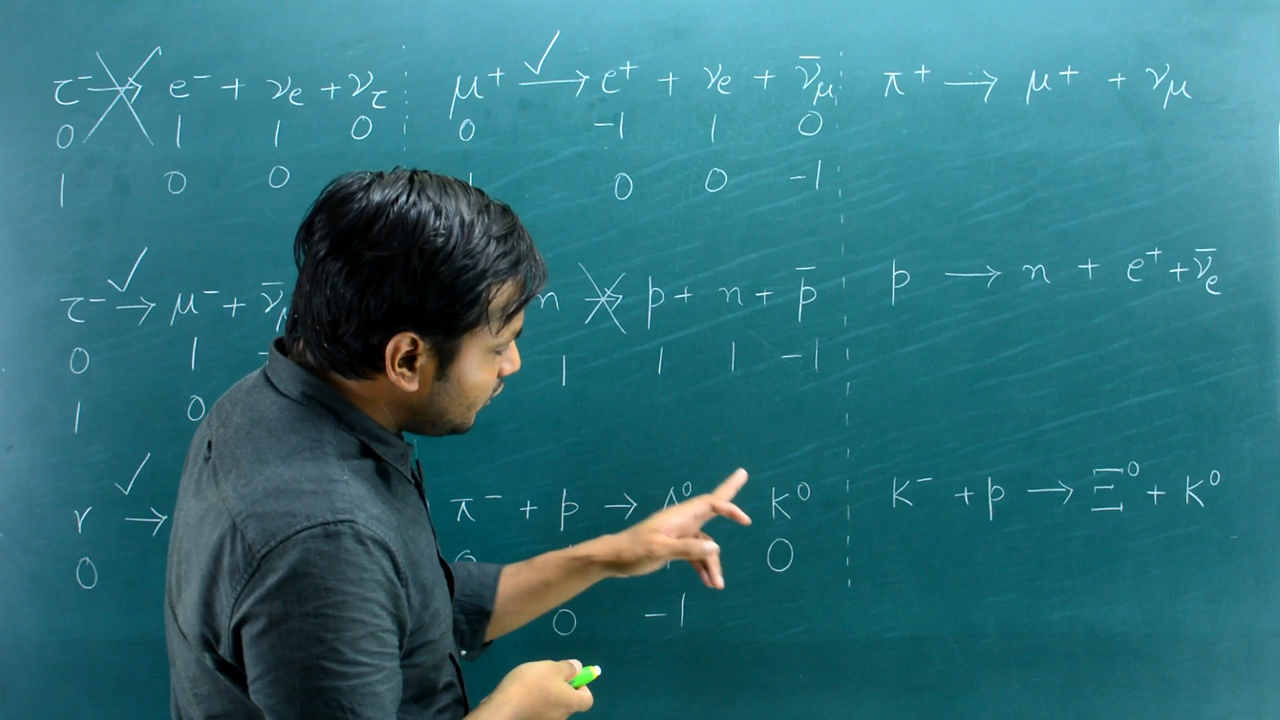 τ⁻ → e⁻ + νe + ντ
0 1 1 0
1 0 0
τ⁻ → μ⁻ + ν̄
0 1
1 0
γ →
0
μ⁺ → e⁺ + νe + ν̄μ
0 -1 1 0
0 0 -1
n → p + n + p̄
1 1 1 -1
π⁻ + p → Λ⁰ K⁰
0
0 -1
π⁺ → μ⁺ + νμ
p → n + e⁺ + ν̄e
K⁻ + p → Ξ⁰ + K⁰